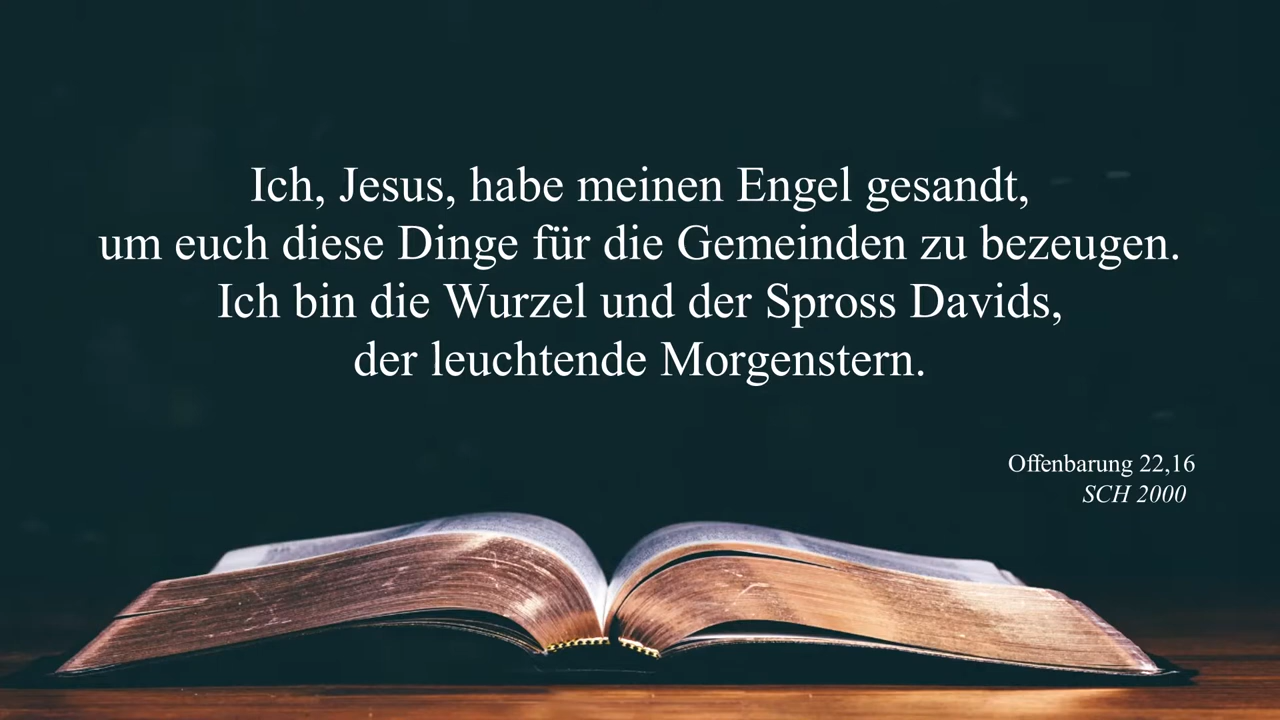 Ich, Jesus, habe meinen Engel gesandt,
um euch diese Dinge für die Gemeinden zu bezeugen.
Ich bin die Wurzel und der Spross Davids,
der leuchtende Morgenstern.
Offenbarung 22,16
SCH 2000